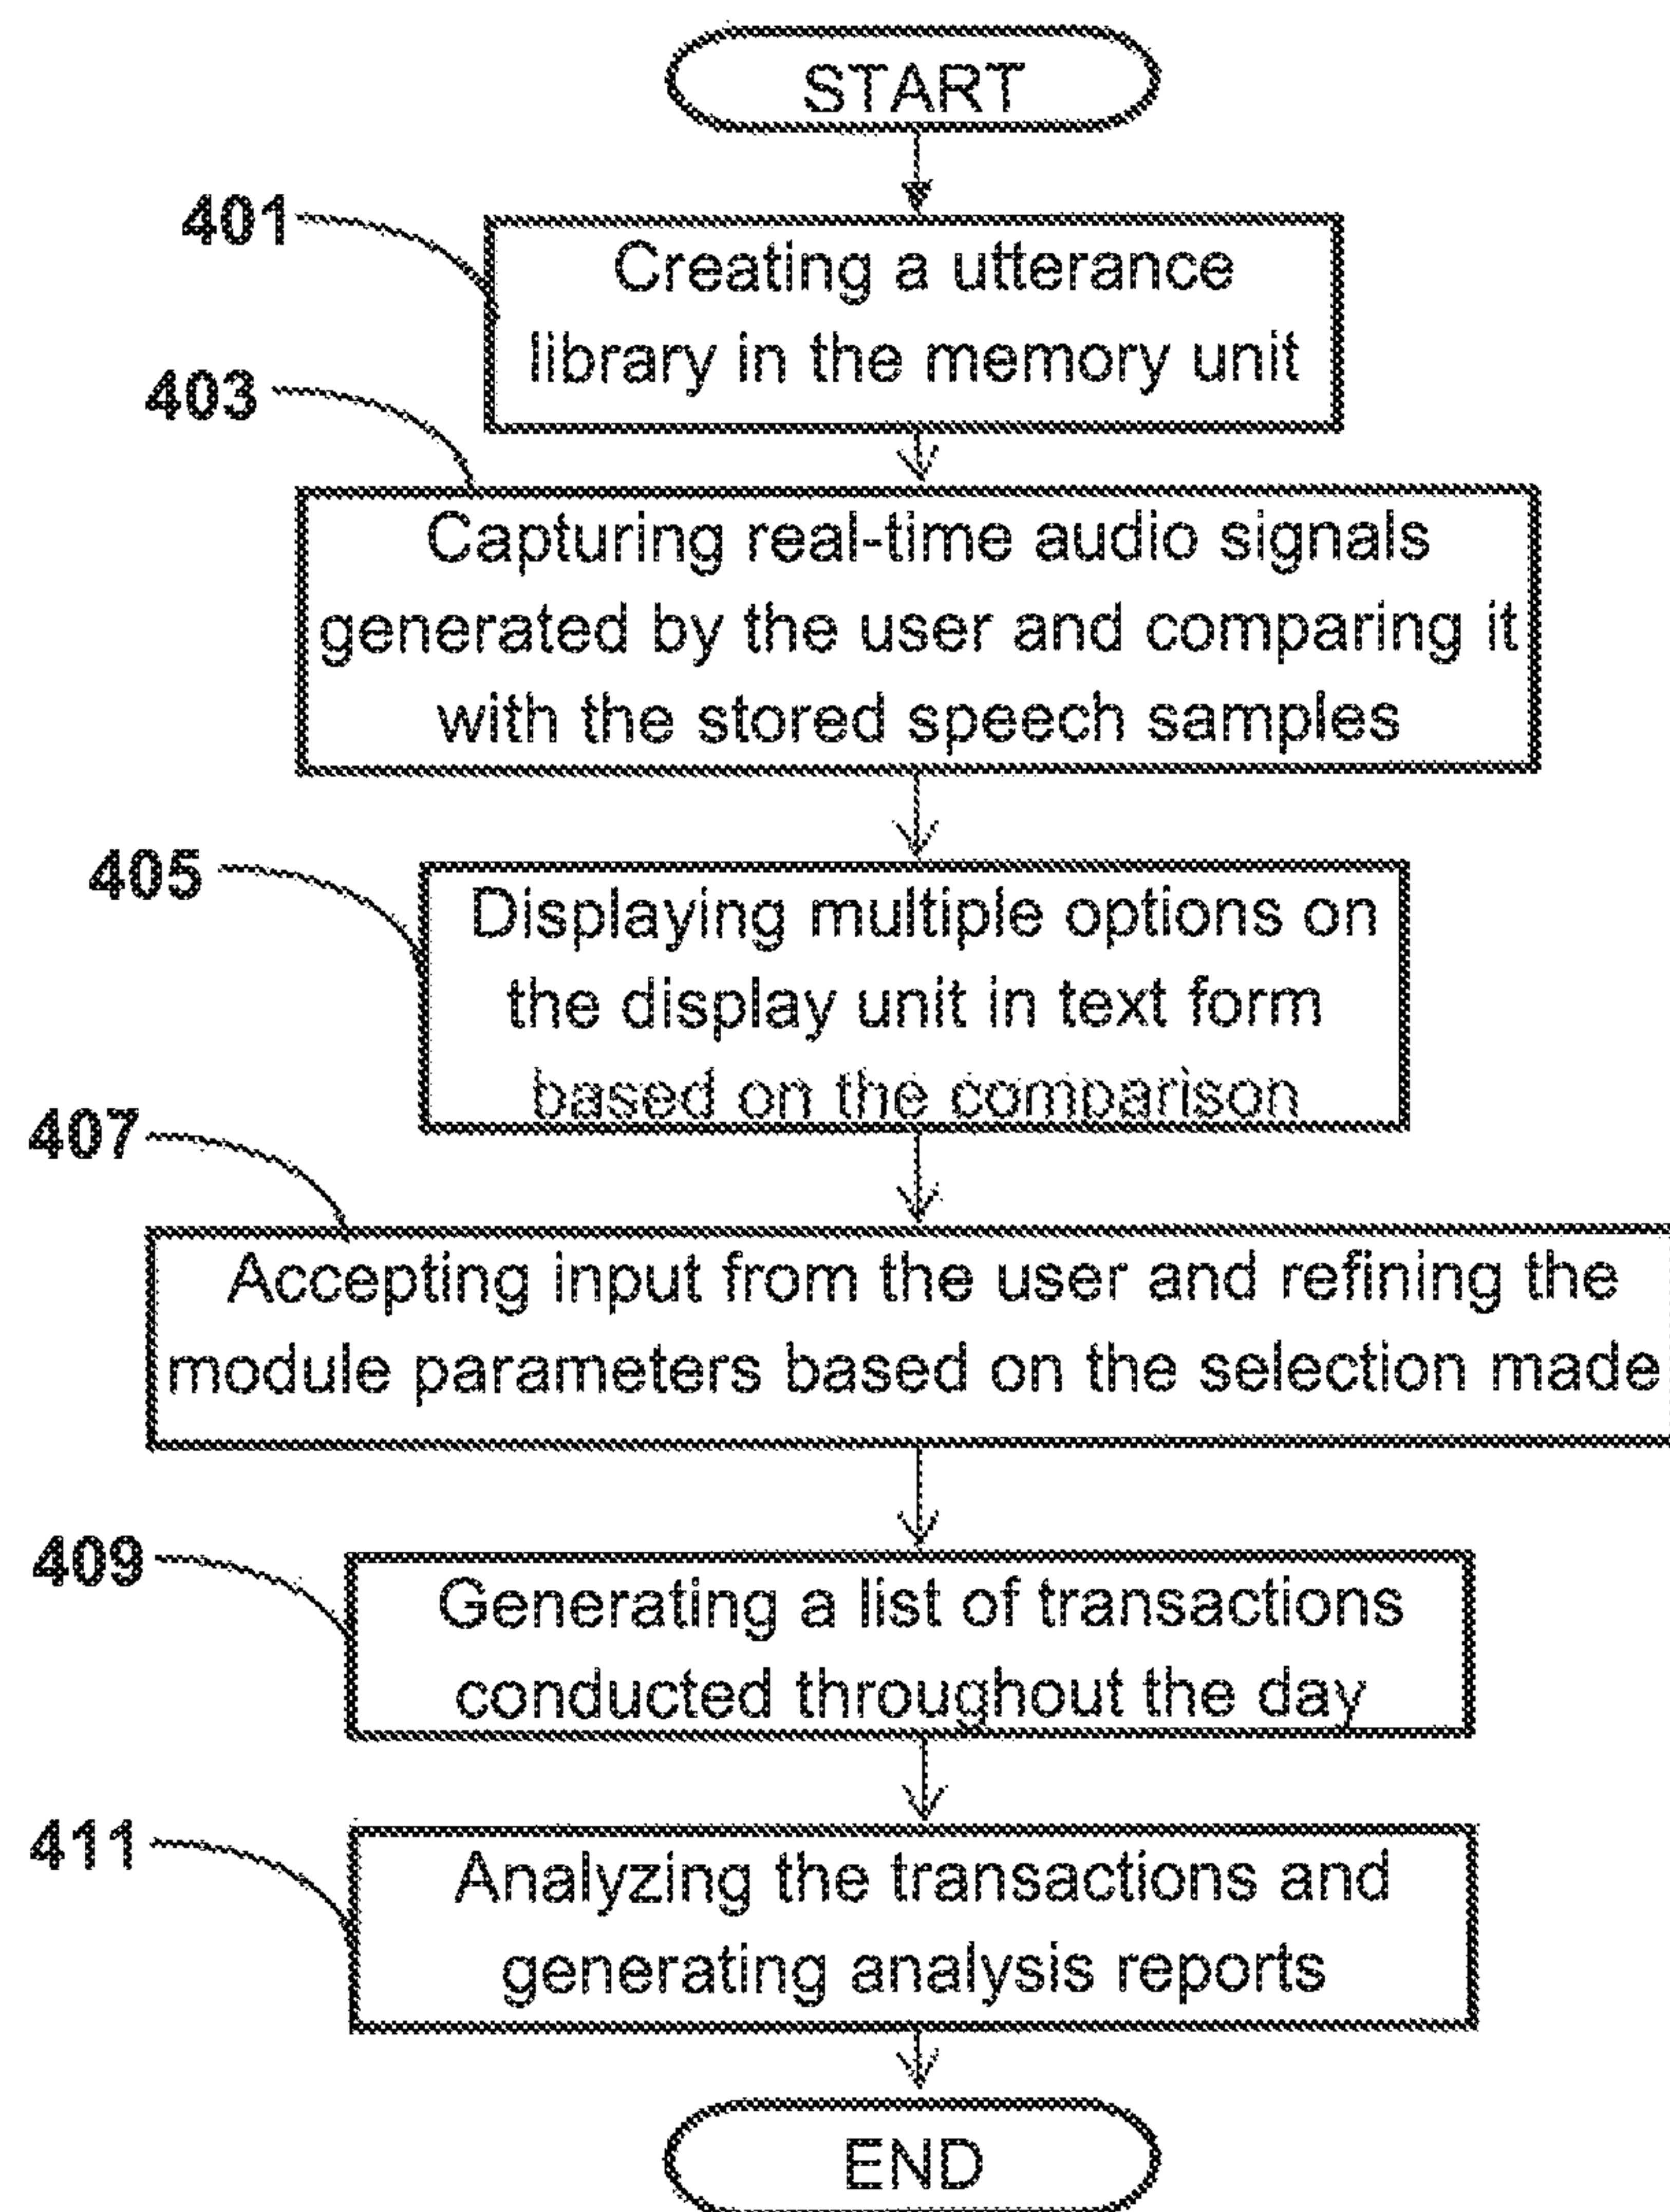 START
401
Creating a utterance
library in the memory unit
403
Capturing real-time audio signals
generated by the user and comparing it
with the stored speech samples
405
Displaying multiple options on
the display unit in text form
based on the comparison
407
Accepting input from the user and refining the
module parameters based on the selection made
409
Generating a list of transactions
conducted throughout the day
411
Analyzing the transactions and
generating analysis reports
END